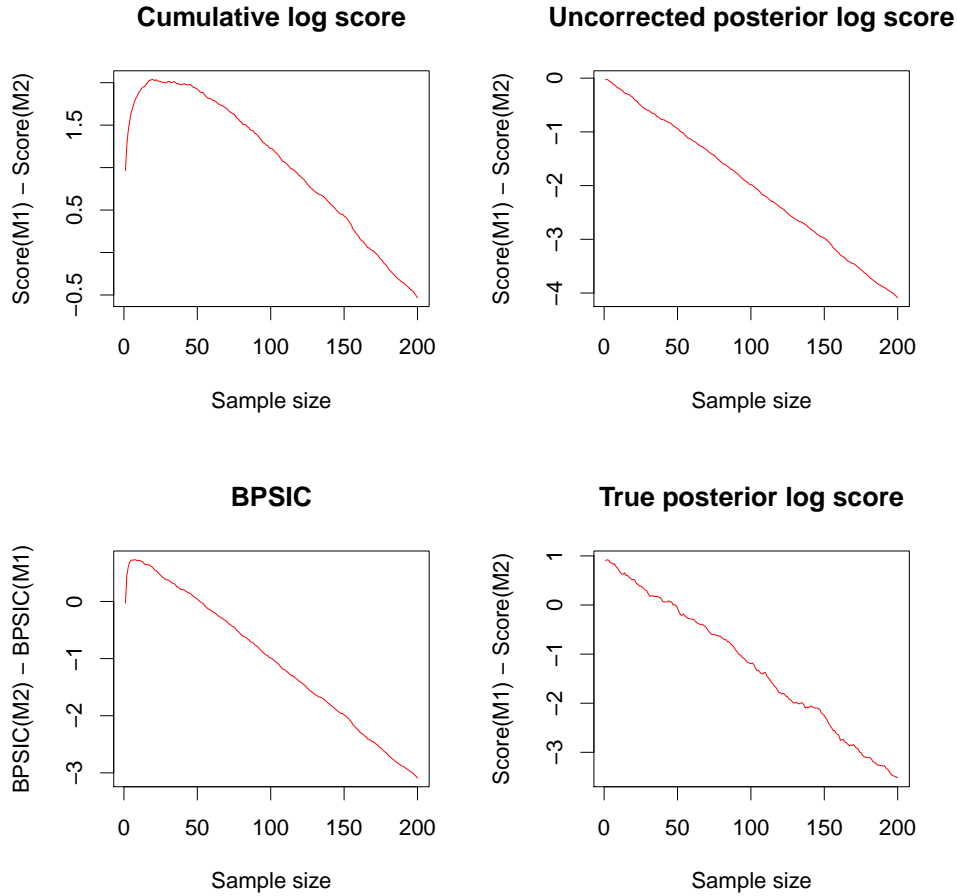 Cumulative log score
Score(M1) − Score(M2)
1.5
0.5
−0.5
0 50 100 150 200
Sample size
Uncorrected posterior log score
Score(M1) − Score(M2)
0
−1
−2
−3
−4
0 50 100 150 200
Sample size
BPSIC
BPSIC(M2) − BPSIC(M1)
0
−1
−2
−3
0 50 100 150 200
Sample size
True posterior log score
Score(M1) − Score(M2)
1
0
−1
−2
−3
0 50 100 150 200
Sample size